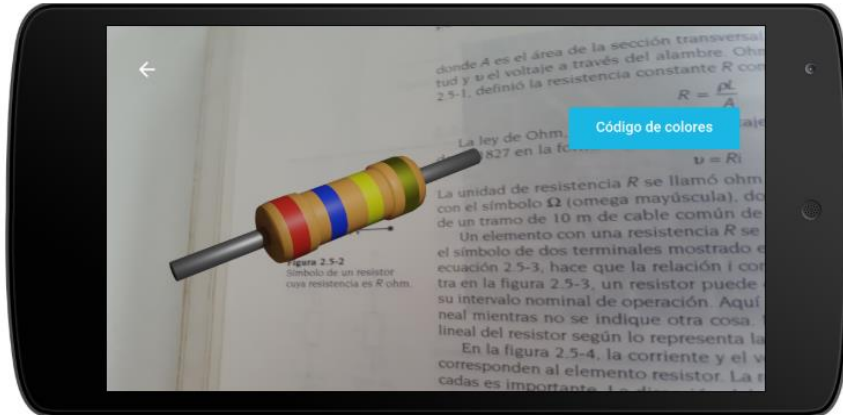 donde A es el área de la sección transversal
tud y υ el voltaje a través del alambre. Ohm
2.5-1, definió la resistencia constante R con
R = ρL
A
Código de colores
La ley de Ohm,
1827 en la
υ = Ri
La unidad de resistencia R se llamó ohm
con el símbolo Ω (omega mayúscula), do
de un tramo de 10 m de cable común de
Un elemento con una resistencia R se
el símbolo de dos terminales mostrado e
ecuación 2.5-3, hace que la relación i cor
tra en la figura 2.5-3, un resistor puede
su intervalo nominal de operación. Aquí
neal mientras no se indique otra cosa.
lineal del resistor según lo representa la
En la figura 2.5-4, la corriente y el v
corresponden al elemento resistor. La r
cadas es importante.
Figura 2.5-2
Símbolo de un resistor
cuya resistencia es R ohm.